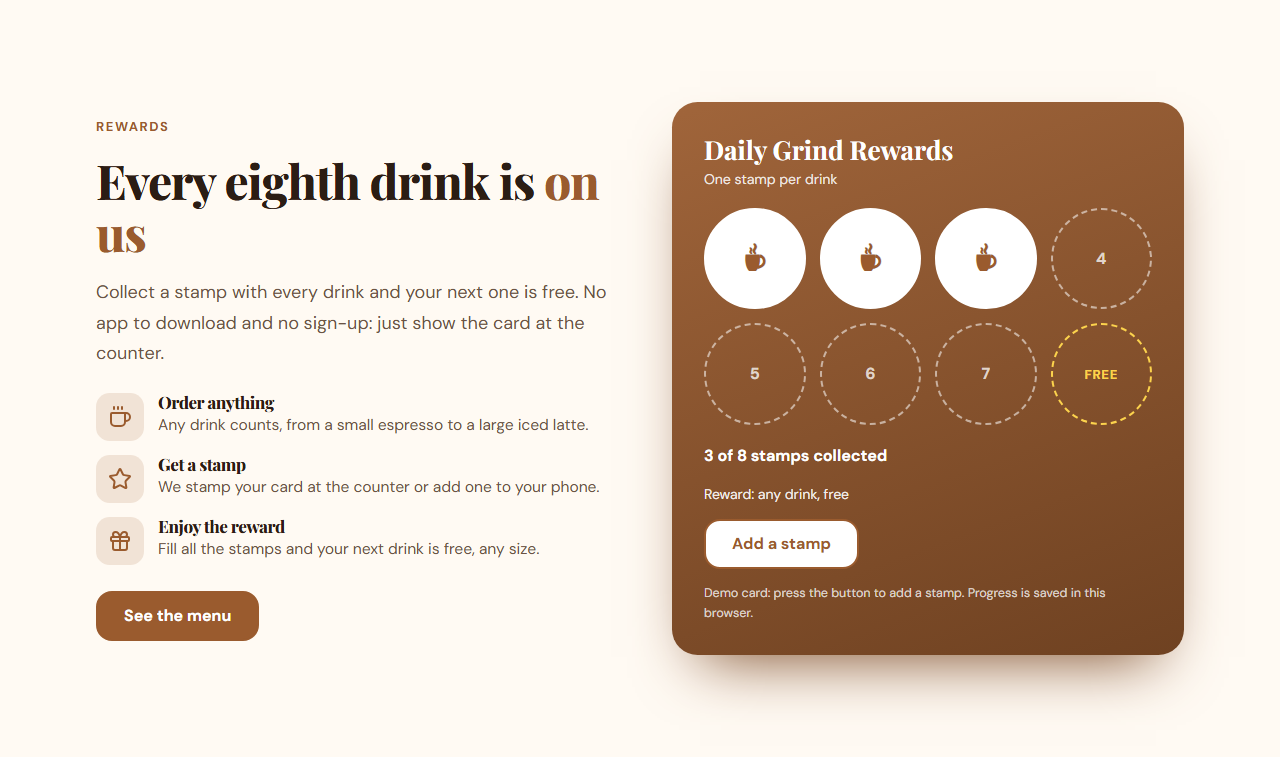 REWARDS
Every eighth drink is on
us
Collect a stamp with every drink and your next one is free. No
app to download and no sign-up: just show the card at the
counter.
Order anything
Any drink counts, from a small espresso to a large iced latte.
Get a stamp
We stamp your card at the counter or add one to your phone.
Enjoy the reward
Fill all the stamps and your next drink is free, any size.
See the menu
Daily Grind Rewards
One stamp per drink
4
5
6
7
FREE
3 of 8 stamps collected
Reward: any drink, free
Add a stamp
Demo card: press the button to add a stamp. Progress is saved in this
browser.